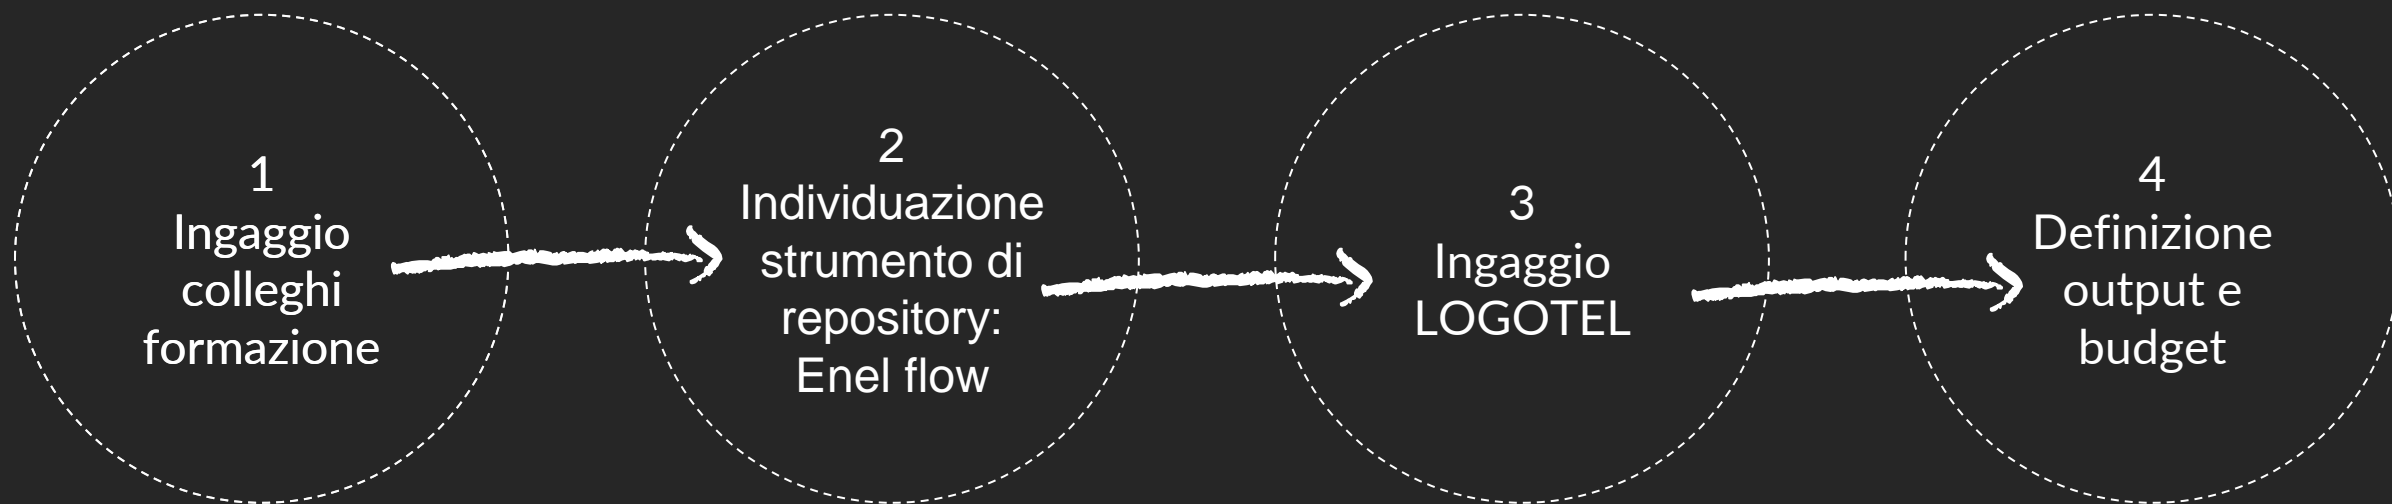 1
Ingaggio
colleghi
formazione
2
Individuazione
strumento di
repository:
Enel flow
3
Ingaggio
LOGOTEL
4
Definizione
output e
budget